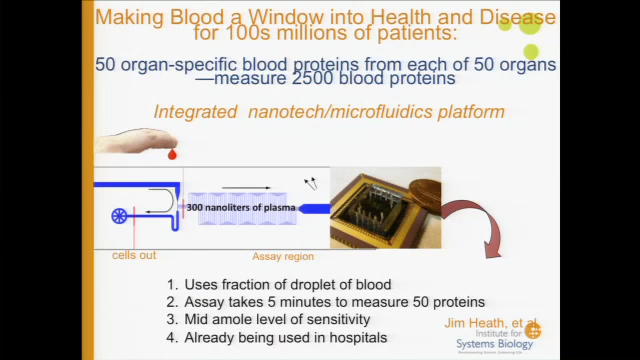 Making Blood a Window into Health and Disease
for 100s millions of patients:
50 organ-specific blood proteins from each of 50 organs
—measure 2500 blood proteins
Integrated nanotech/microfluidics platform
300 nanoliters of plasma
cells out
Assay region
1. Uses fraction of droplet of blood
2. Assay takes 5 minutes to measure 50 proteins
3. Mid amole level of sensitivity
4. Already being used in hospitals
Jim Heath, et al
Institute for
Systems Biology